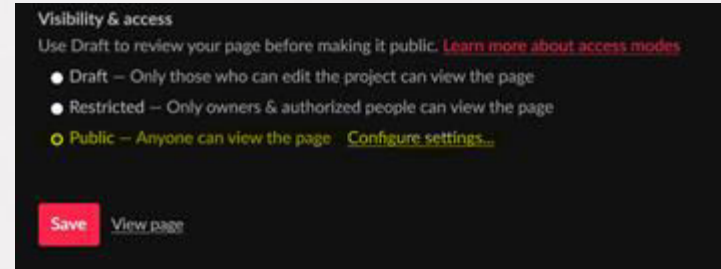 Visibility & access
Use Draft to review your page before making it public. Learn more about access modes
Draft — Only those who can edit the project can view the page
Restricted — Only owners & authorized people can view the page
Public — Anyone can view the page Configure settings...
Save View page